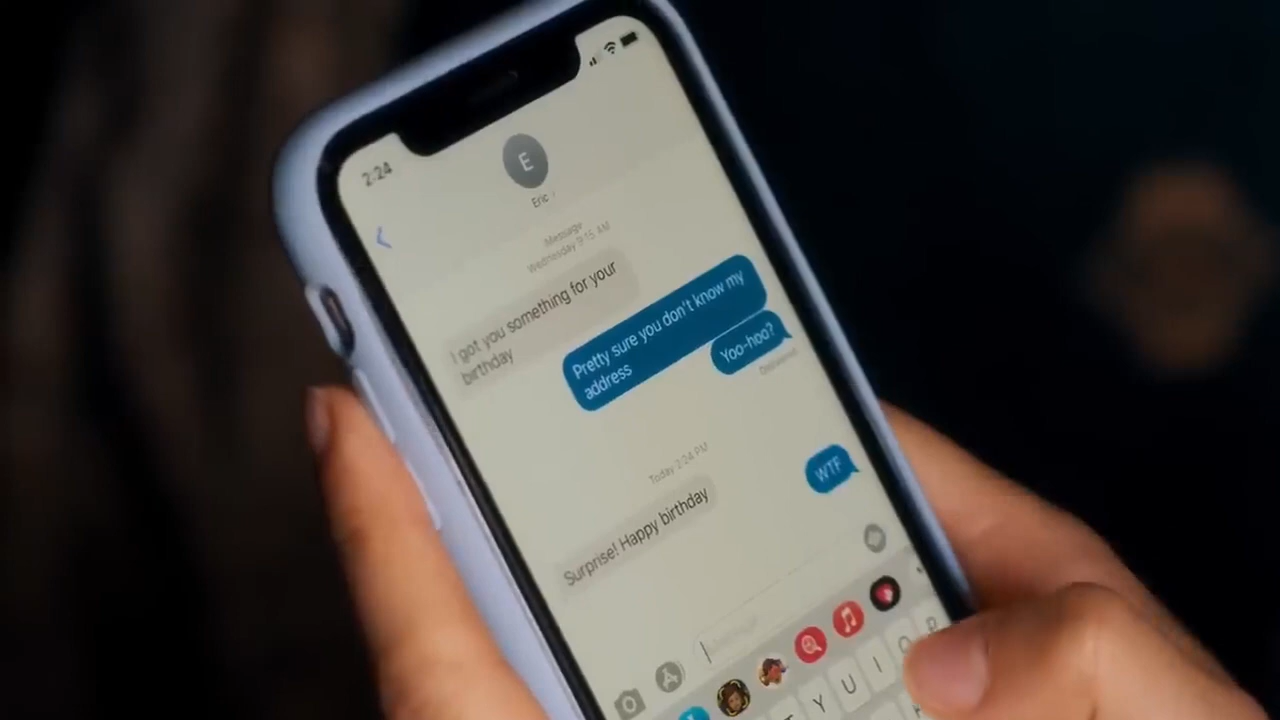 2:24
E
Eric
iMessage
Wednesday 9:15 AM
I got you something for your
birthday
Pretty sure you don't know my
address
Yoo-hoo?
Delivered
WTF
Today 2:24 PM
Surprise! Happy birthday
T Y U I O P